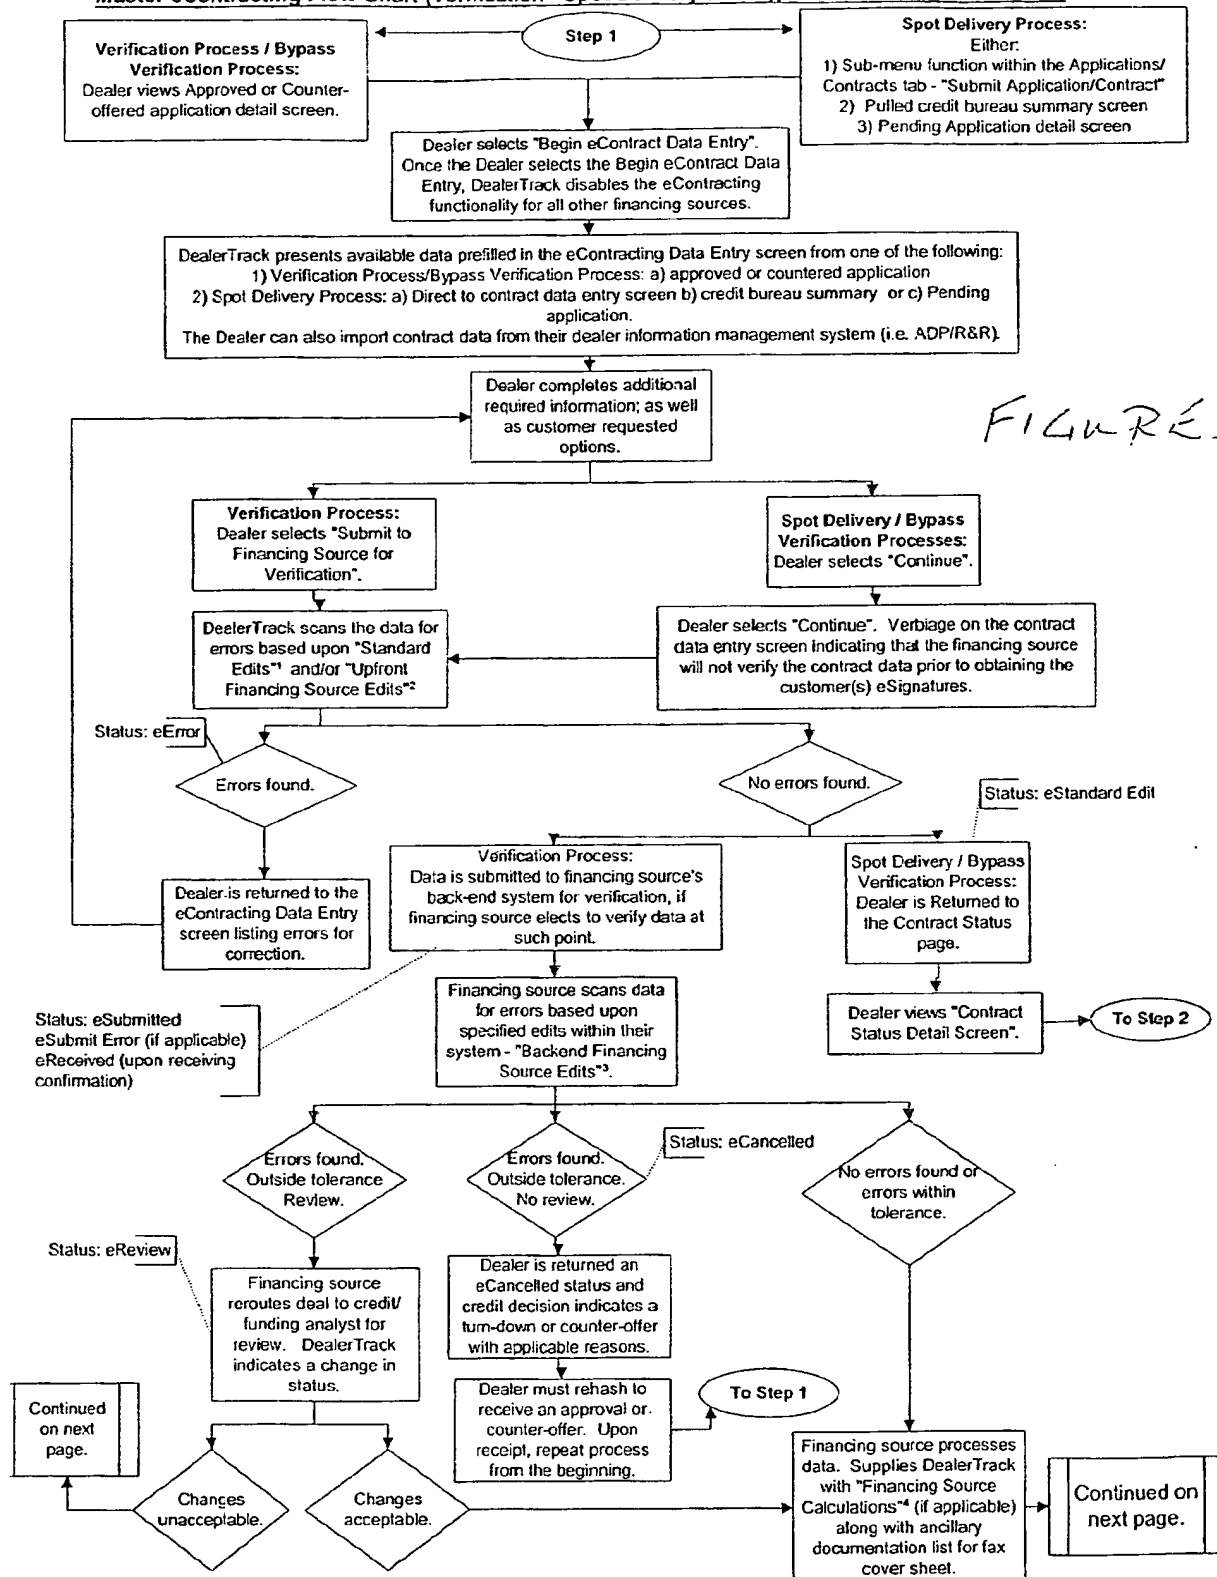 Step 1
Verification Process / Bypass
Verification Process:
Dealer views Approved or Counter-
offered application detail screen.
Spot Delivery Process:
Either:
1) Sub-menu function within the Applications/
Contracts tab - "Submit Application/Contract"
2) Pulled credit bureau summary screen
3) Pending Application detail screen
Dealer selects "Begin eContract Data Entry".
Once the Dealer selects the Begin eContract Data
Entry, DealerTrack disables the eContracting
functionality for all other financing sources.
DealerTrack presents available data prefilled in the eContracting Data Entry screen from one of the following:
1) Verification Process/Bypass Verification Process: a) approved or countered application
2) Spot Delivery Process: a) Direct to contract data entry screen b) credit bureau summary or c) Pending
application.
The Dealer can also import contract data from their dealer information management system (i.e. ADP/R&R).
Dealer completes additional
required information; as well
as customer requested
options.
FIGURE
Verification Process:
Dealer selects "Submit to
Financing Source for
Verification".
Spot Delivery / Bypass
Verification Processes:
Dealer selects "Continue".
DeelerTrack scans the data for
errors based upon "Standard
Edits"¹ and/or "Upfront
Financing Source Edits"²
Dealer selects "Continue". Verbiage on the contract
data entry screen indicating that the financing source
will not verify the contract data prior to obtaining the
customer(s) eSignatures.
Status: eError
Errors found.
No errors found.
Status: eStandard Edit
Dealer is returned to the
eContracting Data Entry
screen listing errors for
correction.
Verification Process:
Data is submitted to financing source's
back-end system for verification, if
financing source elects to verify data at
such point.
Spot Delivery / Bypass
Verification Process:
Dealer is Returned to
the Contract Status
page.
Status: eSubmitted
eSubmit Error (if applicable)
eReceived (upon receiving
confirmation)
Financing source scans data
for errors based upon
specified edits within their
system - "Backend Financing
Source Edits"³.
Dealer views "Contract
Status Detail Screen".
To Step 2
Errors found.
Outside tolerance
Review.
Errors found.
Outside tolerance.
No review.
Status: eCancelled
No errors found or
errors within
tolerance.
Status: eReview
Financing source
reroutes deal to credit/
funding analyst for
review. DealerTrack
indicates a change in
status.
Dealer is returned an
eCancelled status and
credit decision indicates a
turn-down or counter-offer
with applicable reasons.
Dealer must rehash to
receive an approval or
counter-offer. Upon
receipt, repeat process
from the beginning.
To Step 1
Continued
on next
page.
Changes
unacceptable.
Changes
acceptable.
Financing source processes
data. Supplies DealerTrack
with "Financing Source
Calculations"⁴ (if applicable)
along with ancillary
documentation list for fax
cover sheet.
Continued on
next page.